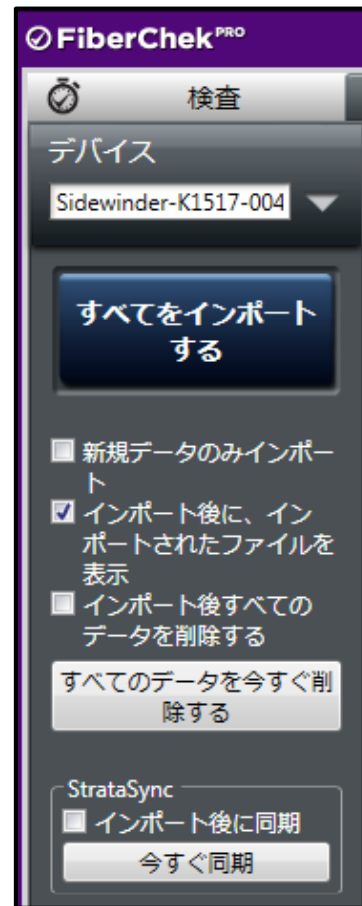 FiberChek PRO
検査
デバイス
Sidewinder-K1517-004
すべてをインポート
する
新規データのみインポー
ト
インポート後に、イン
ポートされたファイルを
表示
インポート後すべての
データを削除する
すべてのデータを今すぐ削
除する
StrataSync
インポート後に同期
今すぐ同期